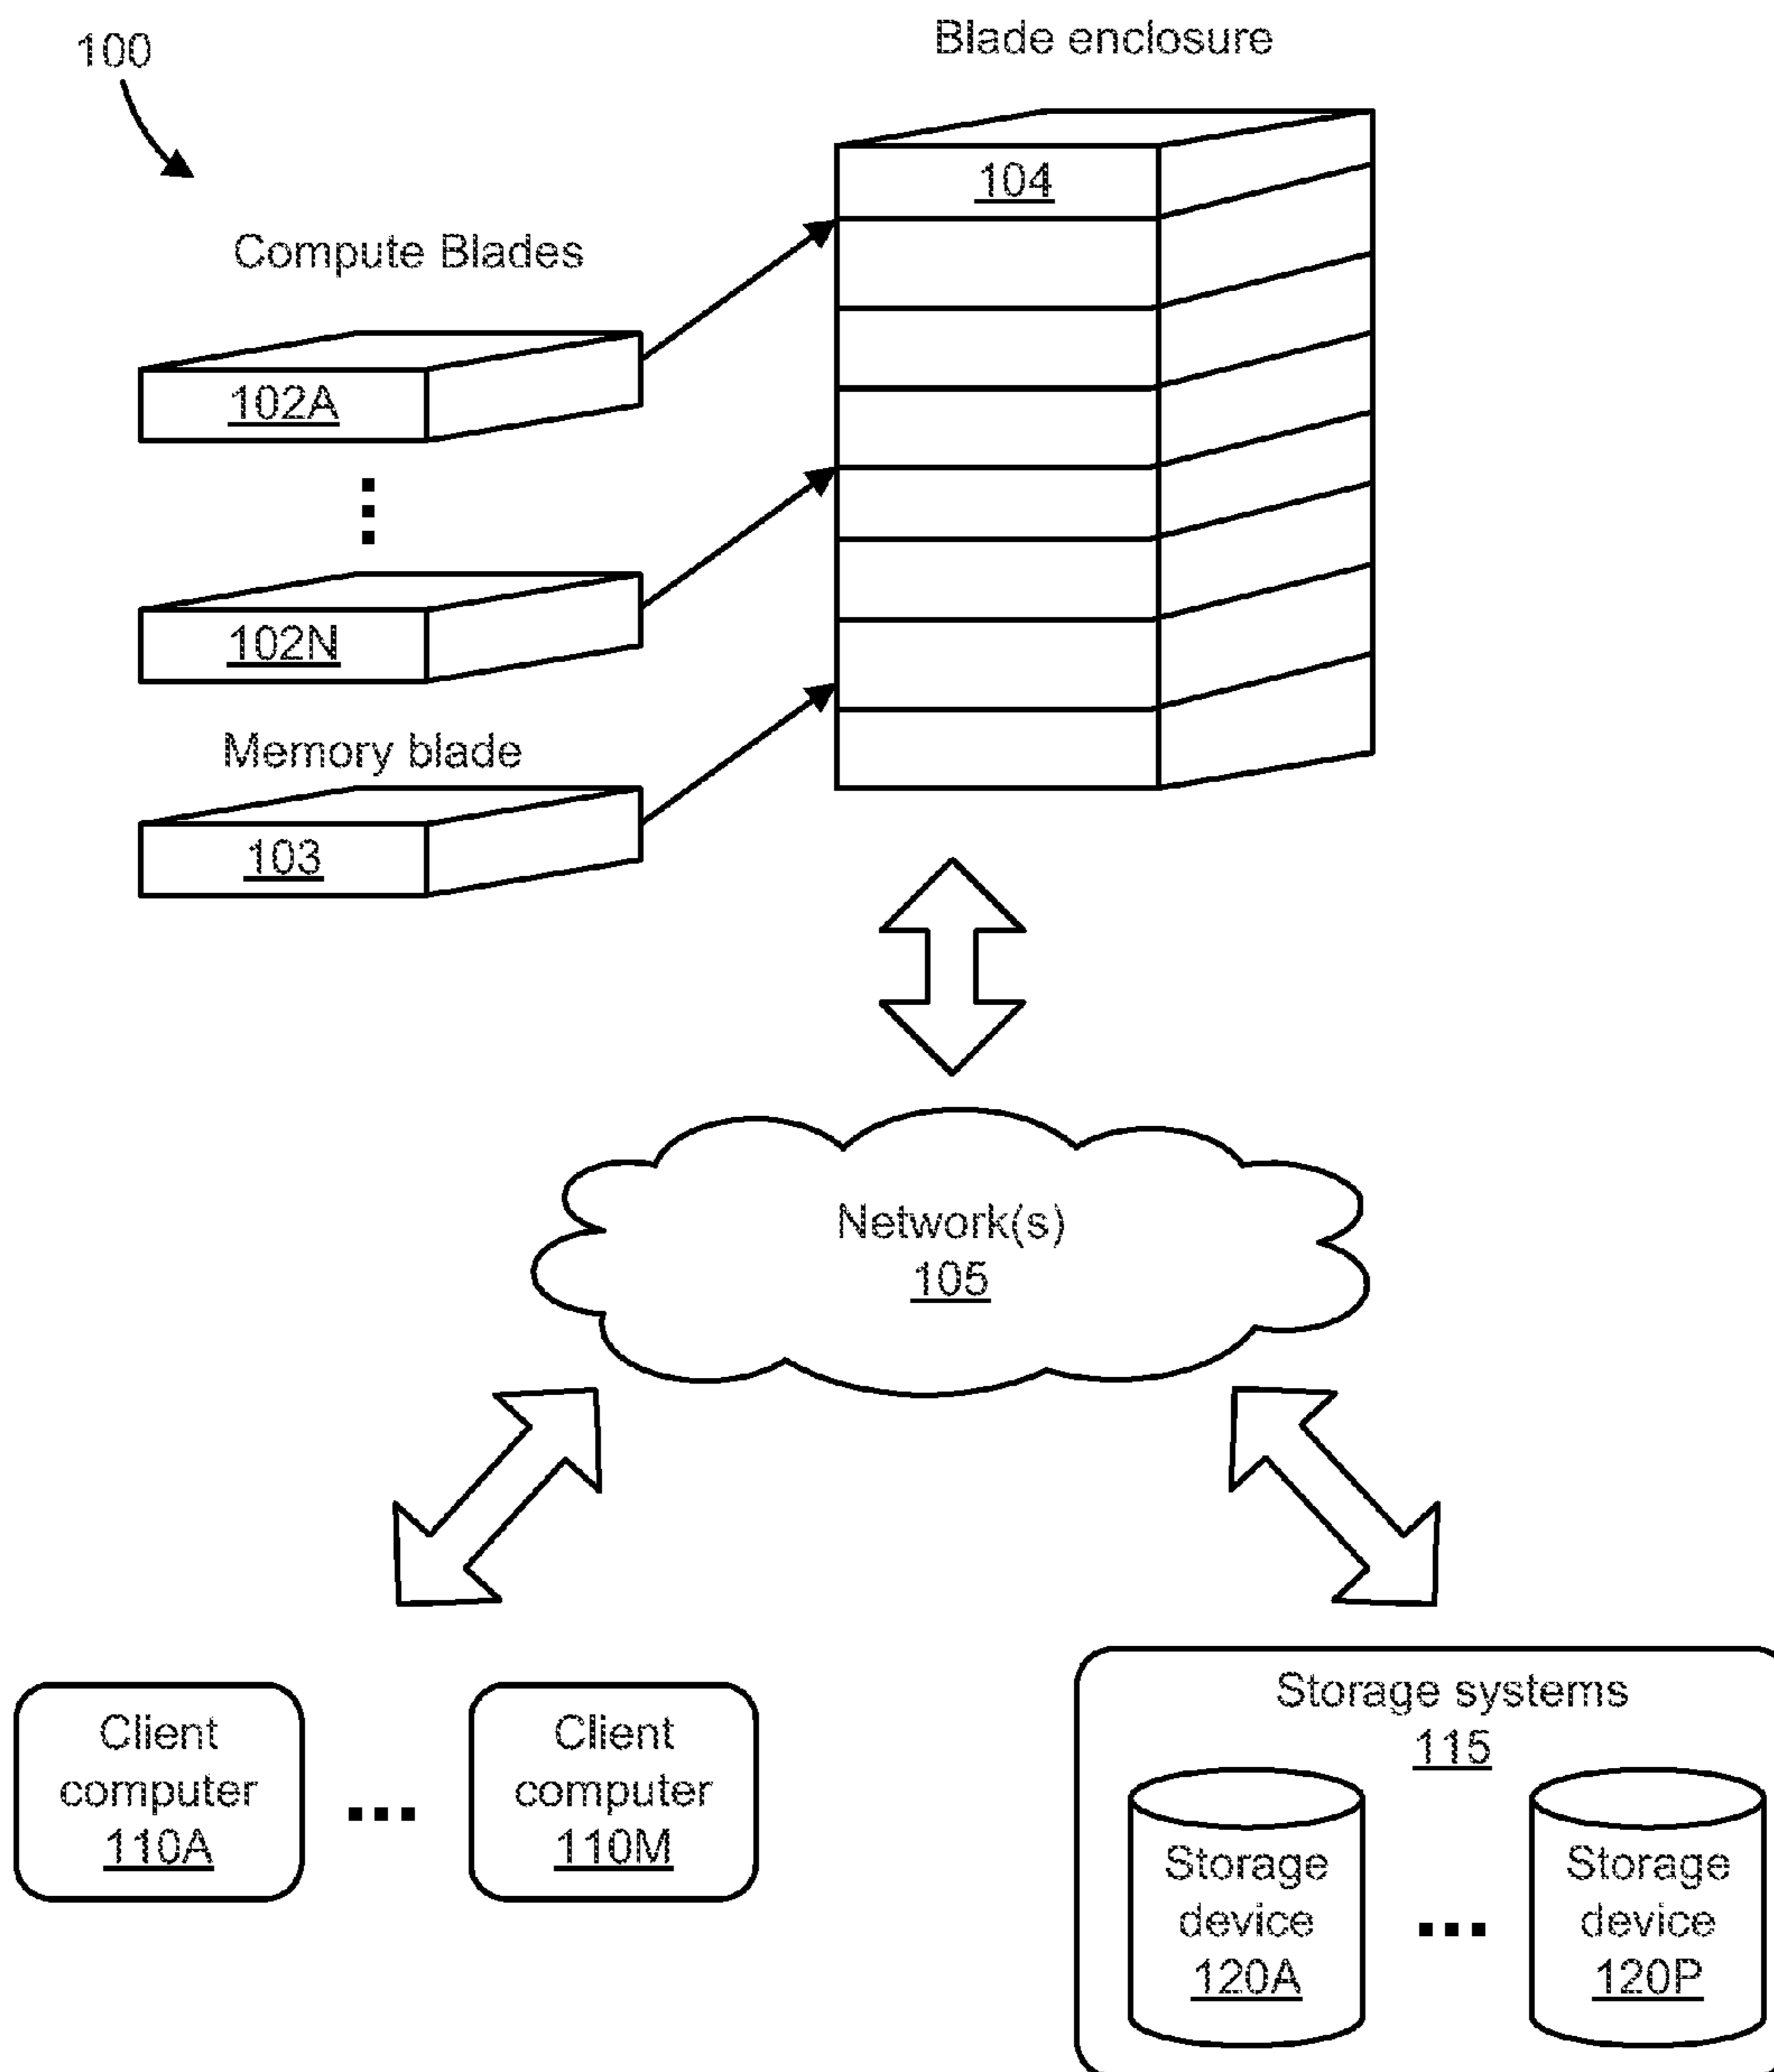 100
Blade enclosure
104
Compute Blades
102A
102N
Memory blade
103
Network(s)
105
Client
computer
110A
Client
computer
110M
Storage systems
115
Storage
device
120A
Storage
device
120P